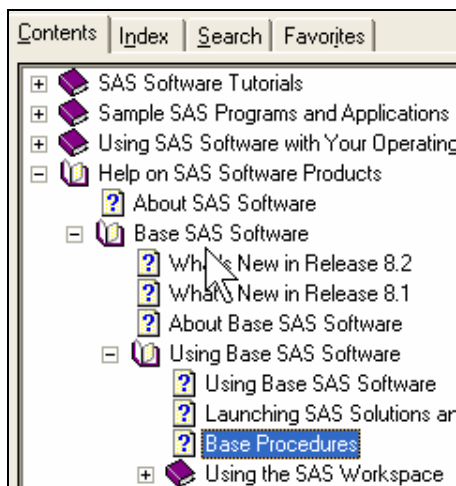 Contents Index Search Favorites
SAS Software Tutorials
Sample SAS Programs and Applications
Using SAS Software with Your Operating
Help on SAS Software Products
About SAS Software
Base SAS Software
What's New in Release 8.2
What's New in Release 8.1
About Base SAS Software
Using Base SAS Software
Using Base SAS Software
Launching SAS Solutions an
Base Procedures
Using the SAS Workspace